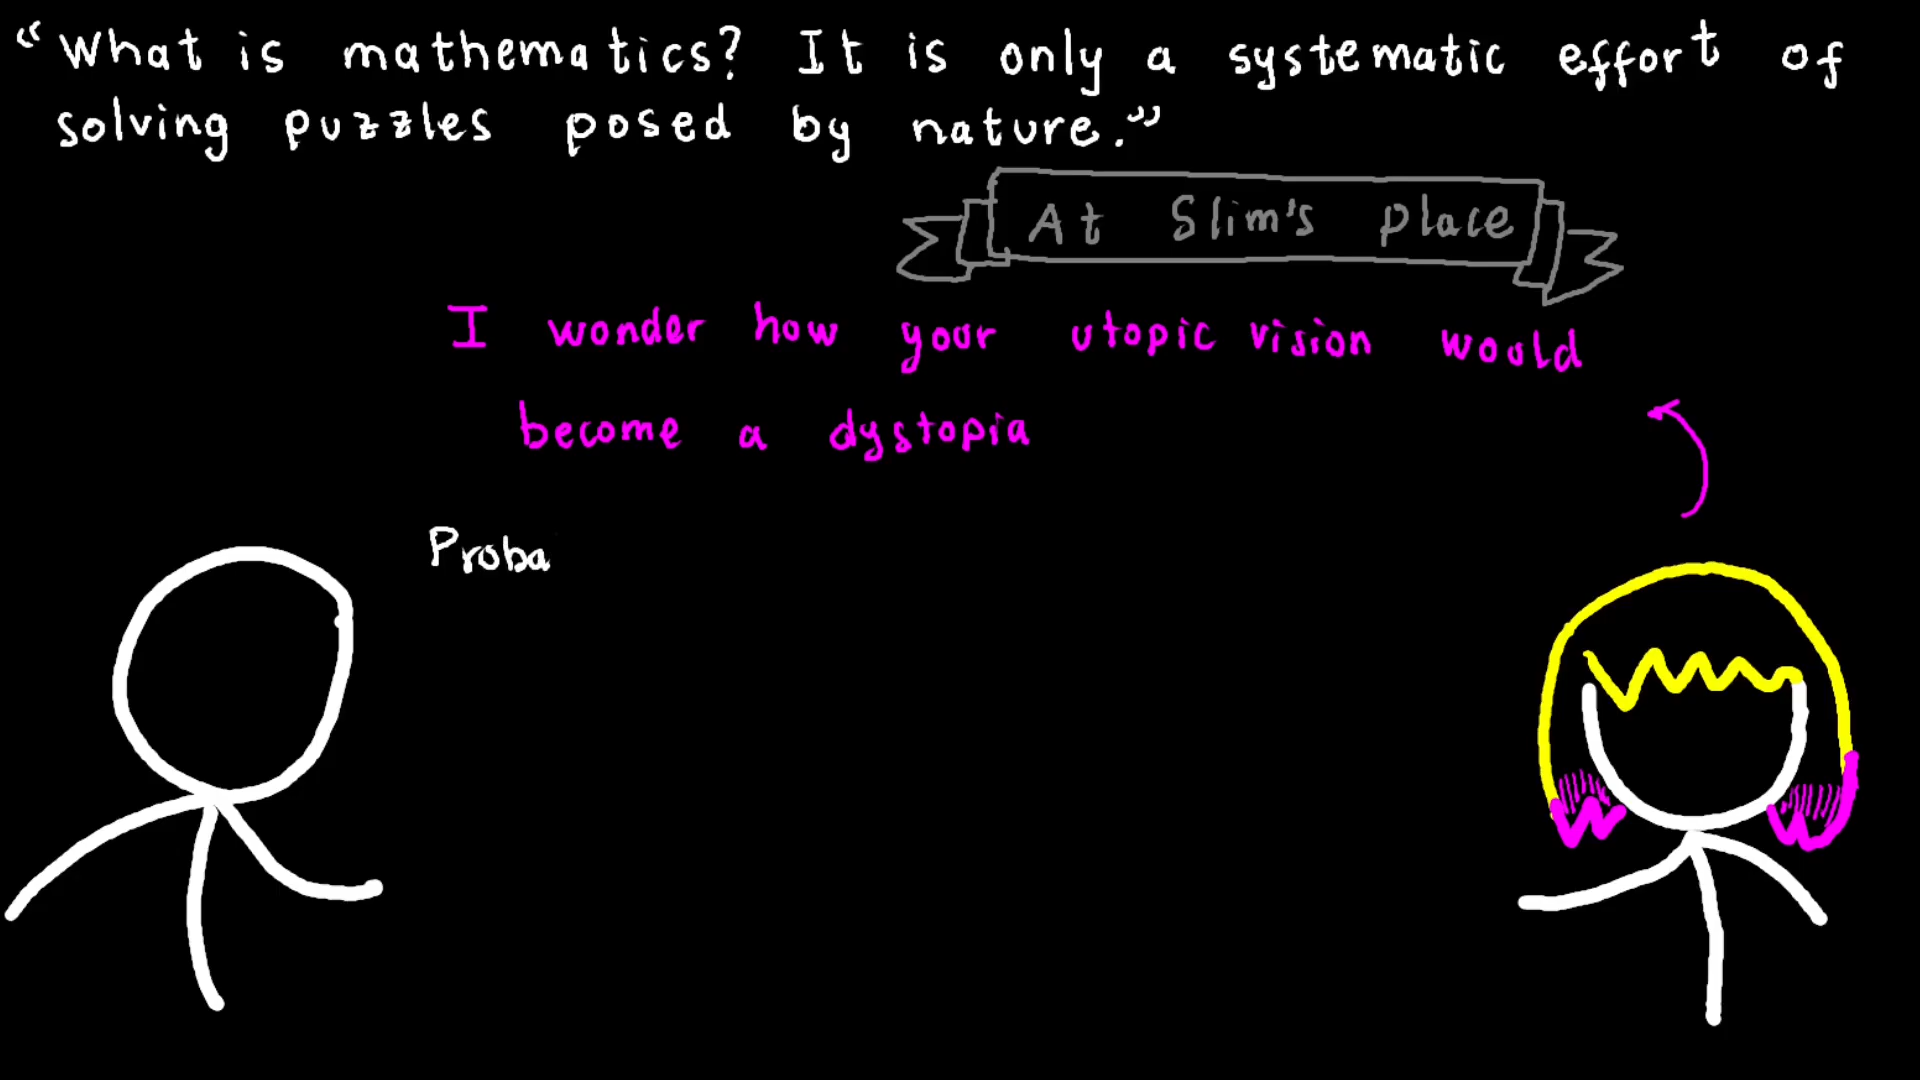 “What is mathematics? It is only a systematic effort of
solving puzzles posed by nature.”
At Slim's place
I wonder how your utopic vision would
become a dystopia
Proba